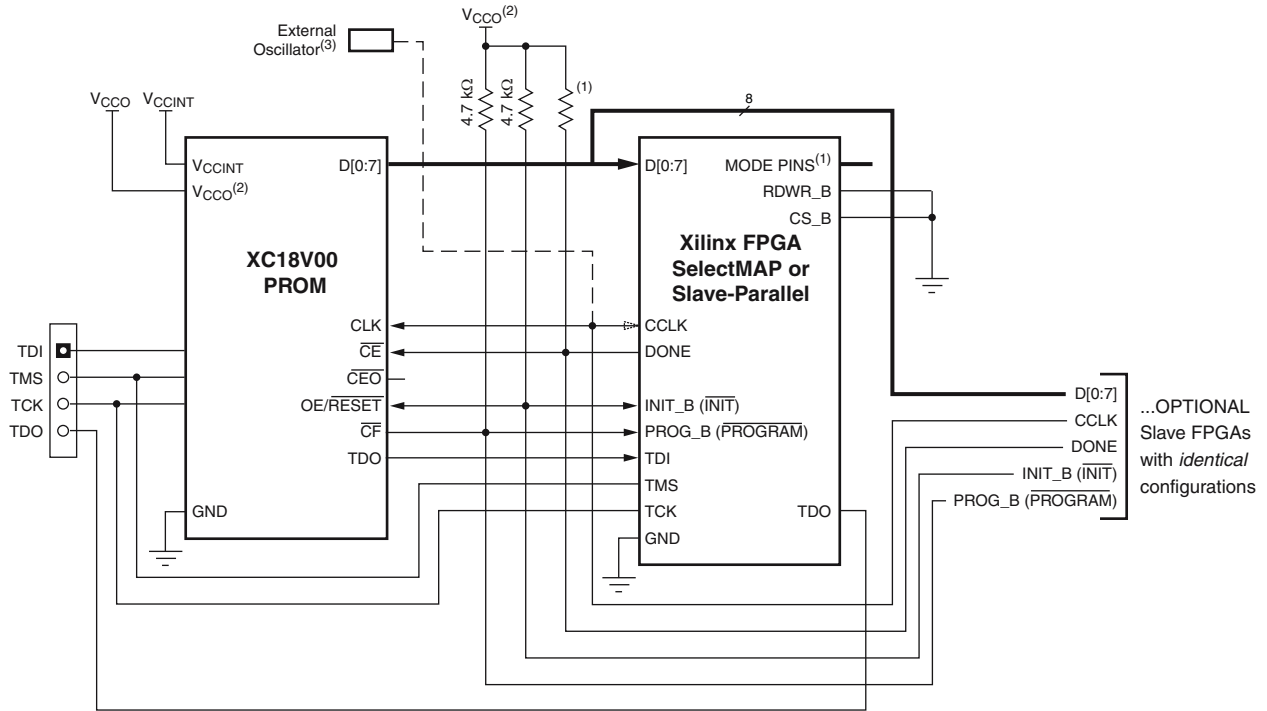 External
Oscillator(3)
VCCO(2)
VCCO
VCCINT
4.7 kΩ
4.7 kΩ
(1)
8
VCCINT
VCCO(2)
D[0:7]
XC18V00
PROM
CLK
CE
CEO
OE/RESET
CF
TDO
GND
TDI
TMS
TCK
TDO
D[0:7]
MODE PINS(1)
RDWR_B
CS_B
Xilinx FPGA
SelectMAP or
Slave-Parallel
CCLK
DONE
INIT_B (INIT)
PROG_B (PROGRAM)
TDI
TMS
TCK
TDO
GND
D[0:7]
CCLK
DONE
INIT_B (INIT)
PROG_B (PROGRAM)
...OPTIONAL
Slave FPGAs
with identical
configurations